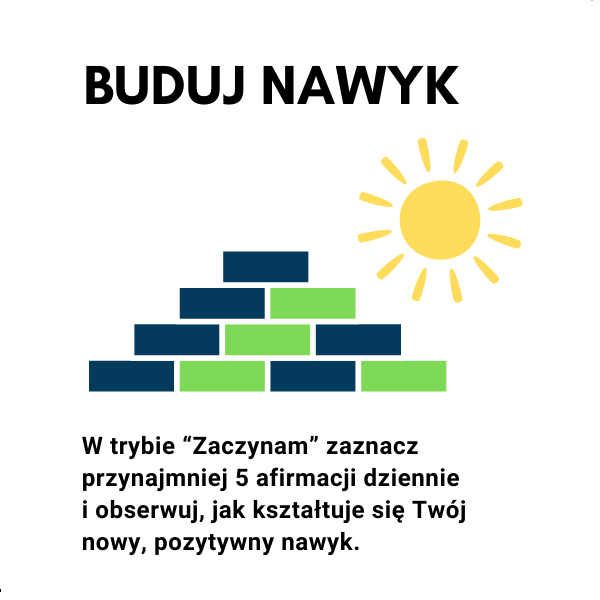 BUDUJ NAWYK
W trybie “Zaczynam” zaznacz
przynajmniej 5 afirmacji dziennie
i obserwuj, jak kształtuje się Twój
nowy, pozytywny nawyk.